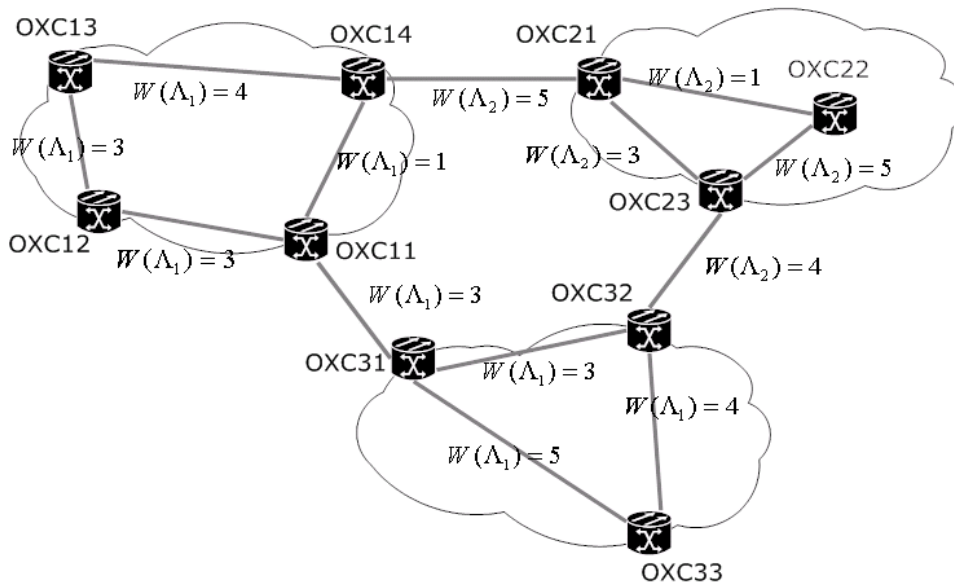 OXC13
OXC14
OXC21
OXC22
W(Λ₁)=4
W(Λ₂)=5
W(Λ₂)=1
W(Λ₁)=3
W(Λ₁)=1
W(Λ₂)=3
W(Λ₂)=5
OXC23
OXC12
OXC11
W(Λ₁)=3
W(Λ₂)=4
W(Λ₁)=3
OXC32
OXC31
W(Λ₁)=3
W(Λ₁)=4
W(Λ₁)=5
OXC33